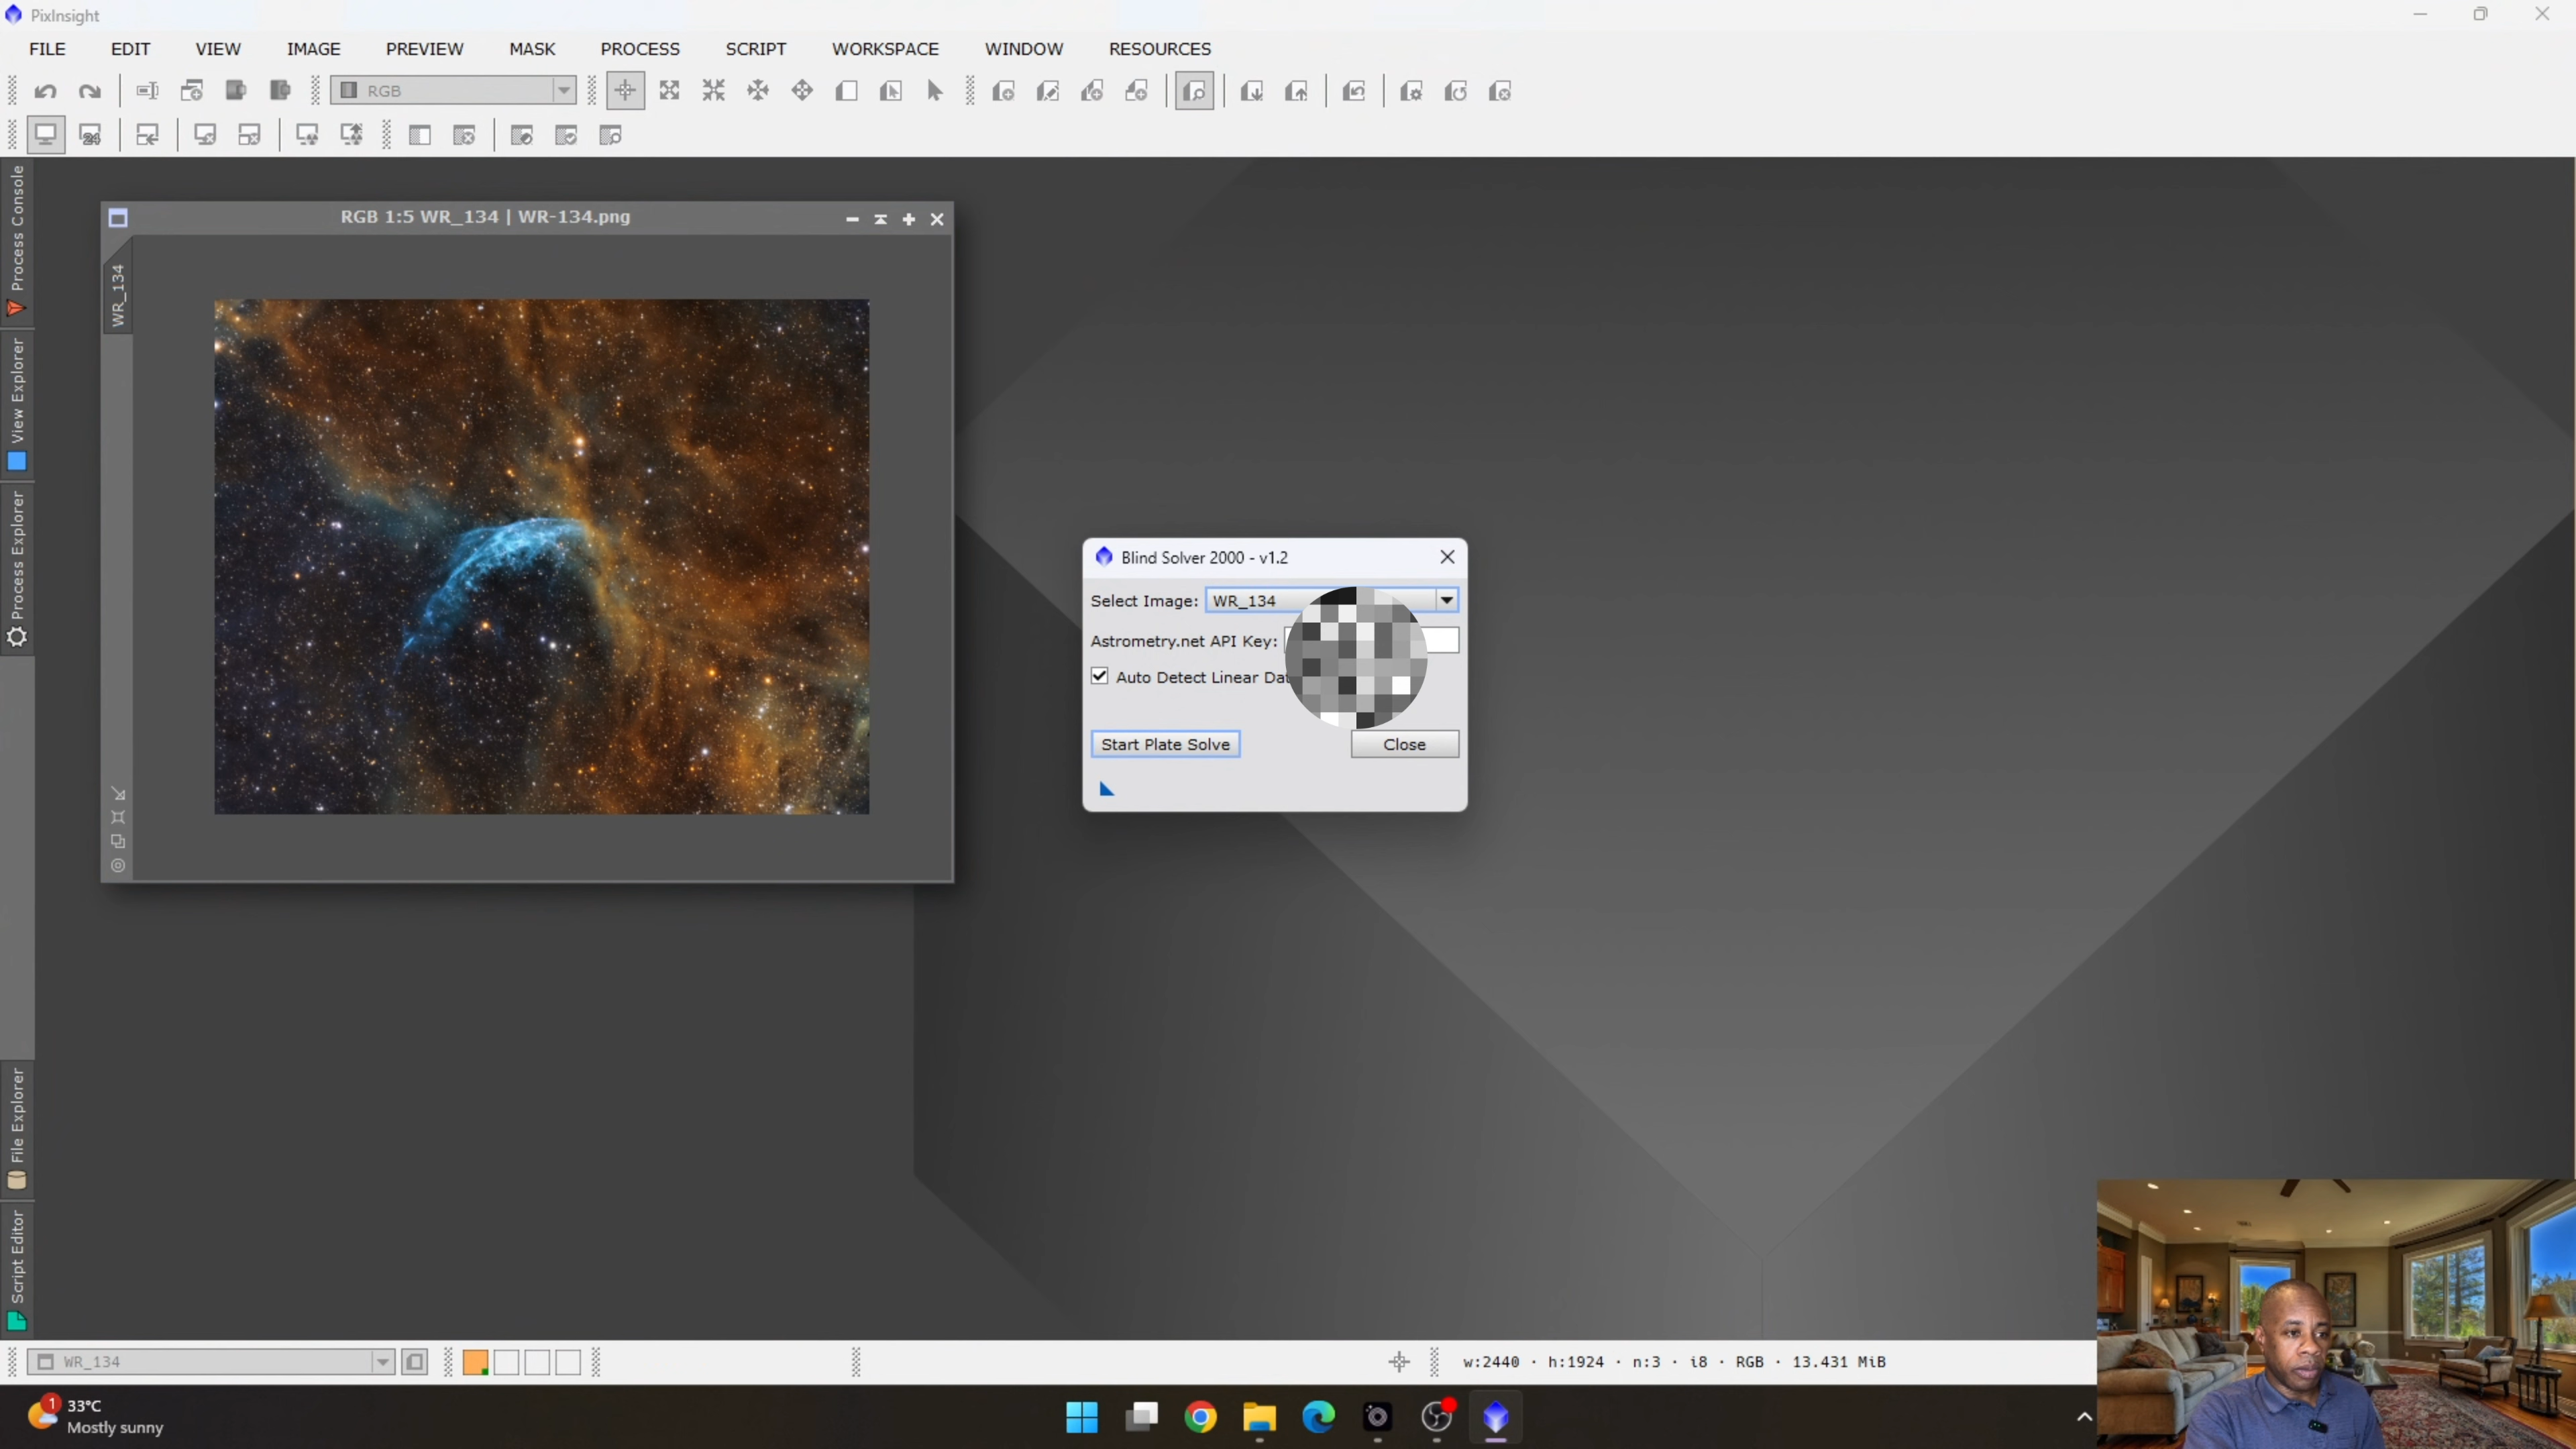 PixInsight
FILE EDIT VIEW IMAGE PREVIEW MASK PROCESS SCRIPT WORKSPACE WINDOW RESOURCES
RGB
24
Process Console
View Explorer
Process Explorer
File Explorer
Script Editor
RGB 1:5 WR_134 | WR-134.png
WR_134
Blind Solver 2000 - v1.2
Select Image: WR_134
Astrometry.net API Key:
Auto Detect Linear
Start Plate Solve Close
WR_134
w:2440 · h:1924 · n:3 · i8 · RGB · 13.431 MiB
1
33°C
Mostly sunny